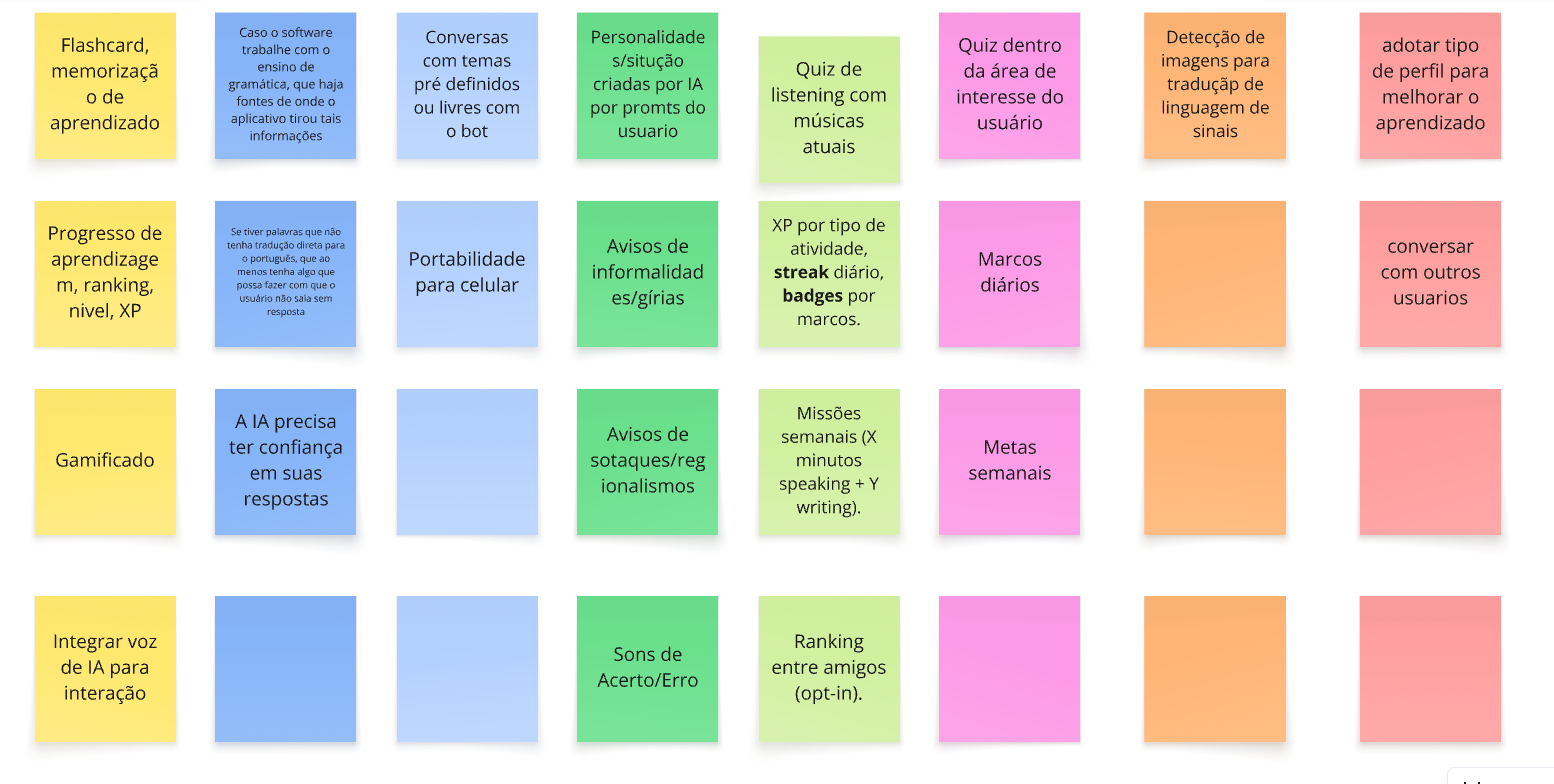 Flashcard,
memorizaçã
o de
aprendizado
Caso o software
trabalhe com o
ensino de
gramática, que haja
fontes de onde o
aplicativo tirou tais
informações
Conversas
com temas
pré definidos
ou livres com
o bot
Personalidade
s/situção
criadas por IA
por promts do
usuario
Quiz de
listening com
músicas
atuais
Quiz dentro
da área de
interesse do
usuário
Detecção de
imagens para
traduçãp de
linguagem de
sinais
adotar tipo
de perfil para
melhorar o
aprendizado
Progresso de
aprendizage
m, ranking,
nivel, XP
Se tiver palavras que não
tenha tradução direta para
o português, que ao
menos tenha algo que
possa fazer com que o
usuário não saia sem
resposta
Portabilidade
para celular
Avisos de
informalidad
es/gírias
XP por tipo de
atividade,
streak diário,
badges por
marcos.
Marcos
diários
conversar
com outros
usuarios
Gamificado
A IA precisa
ter confiança
em suas
respostas
Avisos de
sotaques/reg
ionalismos
Missões
semanais (X
minutos
speaking + Y
writing).
Metas
semanais
Integrar voz
de IA para
interação
Sons de
Acerto/Erro
Ranking
entre amigos
(opt-in).